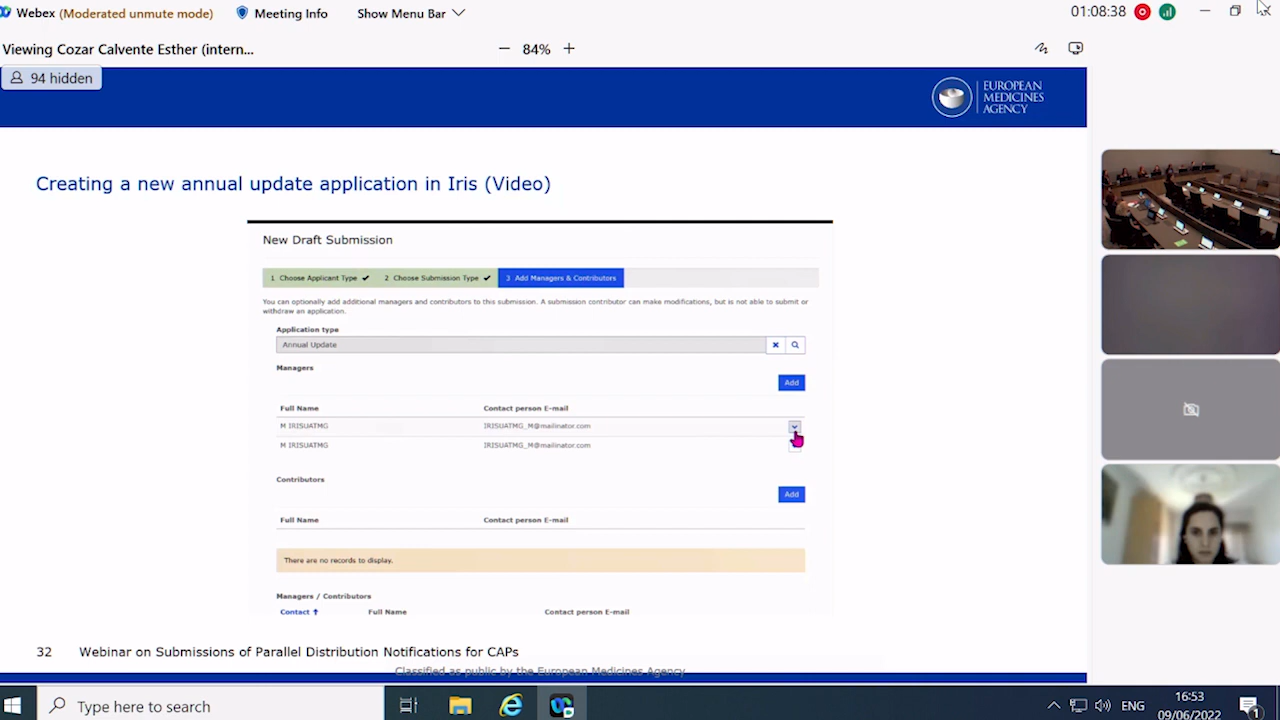 Webex (Moderated unmute mode) Meeting Info Show Menu Bar 01:08:38
Viewing Cozar Calvente Esther (intern... 84%
94 hidden
EUROPEAN
MEDICINES
AGENCY
Creating a new annual update application in Iris (Video)
New Draft Submission
1 Choose Applicant Type 2 Choose Submission Type 3 Add Managers & Contributors
You can optionally add additional managers and contributors to this submission. A submission contributor can make modifications, but is not able to submit or
withdraw an application.
Application type
Annual Update
Managers
Add
Full Name Contact person E-mail
M IRISUATMG IRISUATMG_M@mailinator.com
M IRISUATMG IRISUATMG_M@mailinator.com
Contributors
Add
Full Name Contact person E-mail
There are no records to display.
Managers / Contributors
Contact Full Name Contact person E-mail
32 Webinar on Submissions of Parallel Distribution Notifications for CAPs
Classified as public by the European Medicines Agency
Type here to search ENG 16:53
09/06/2022 1